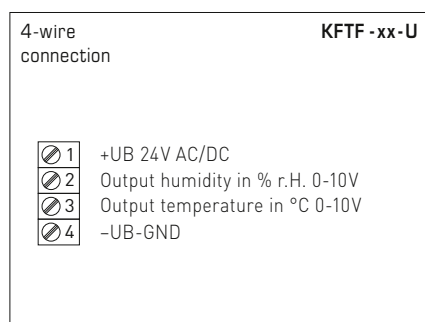 4-wire connection
KFTF-xx-U
1 +UB 24V AC/DC
2 Output humidity in % r.H. 0-10V
3 Output temperature in °C 0-10V
4 –UB-GND